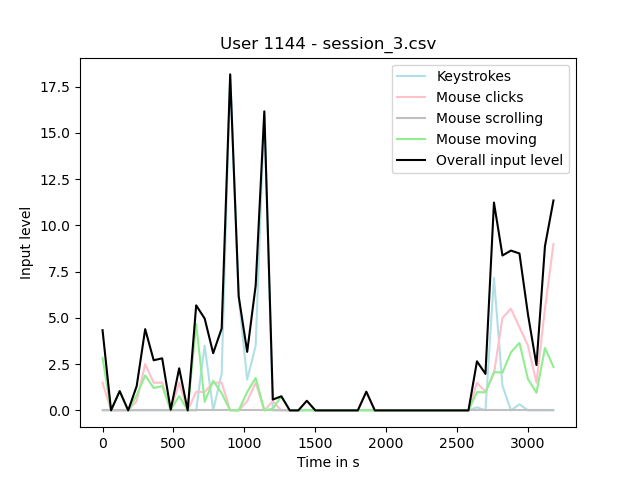 User 1144 - session_3.csv
Keystrokes
Mouse clicks
Mouse scrolling
Mouse moving
Overall input level
Input level
17.5
15.0
12.5
10.0
7.5
5.0
2.5
0.0
0 500 1000 1500 2000 2500 3000
Time in s